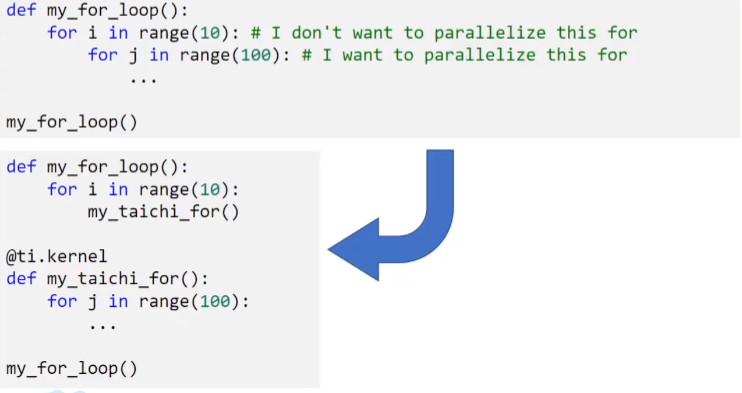 def my_for_loop():
    for i in range(10): # I don't want to parallelize this for
        for j in range(100): # I want to parallelize this for
            ...
my_for_loop()
def my_for_loop():
    for i in range(10):
        my_taichi_for()
@ti.kernel
def my_taichi_for():
    for j in range(100):
        ...
my_for_loop()